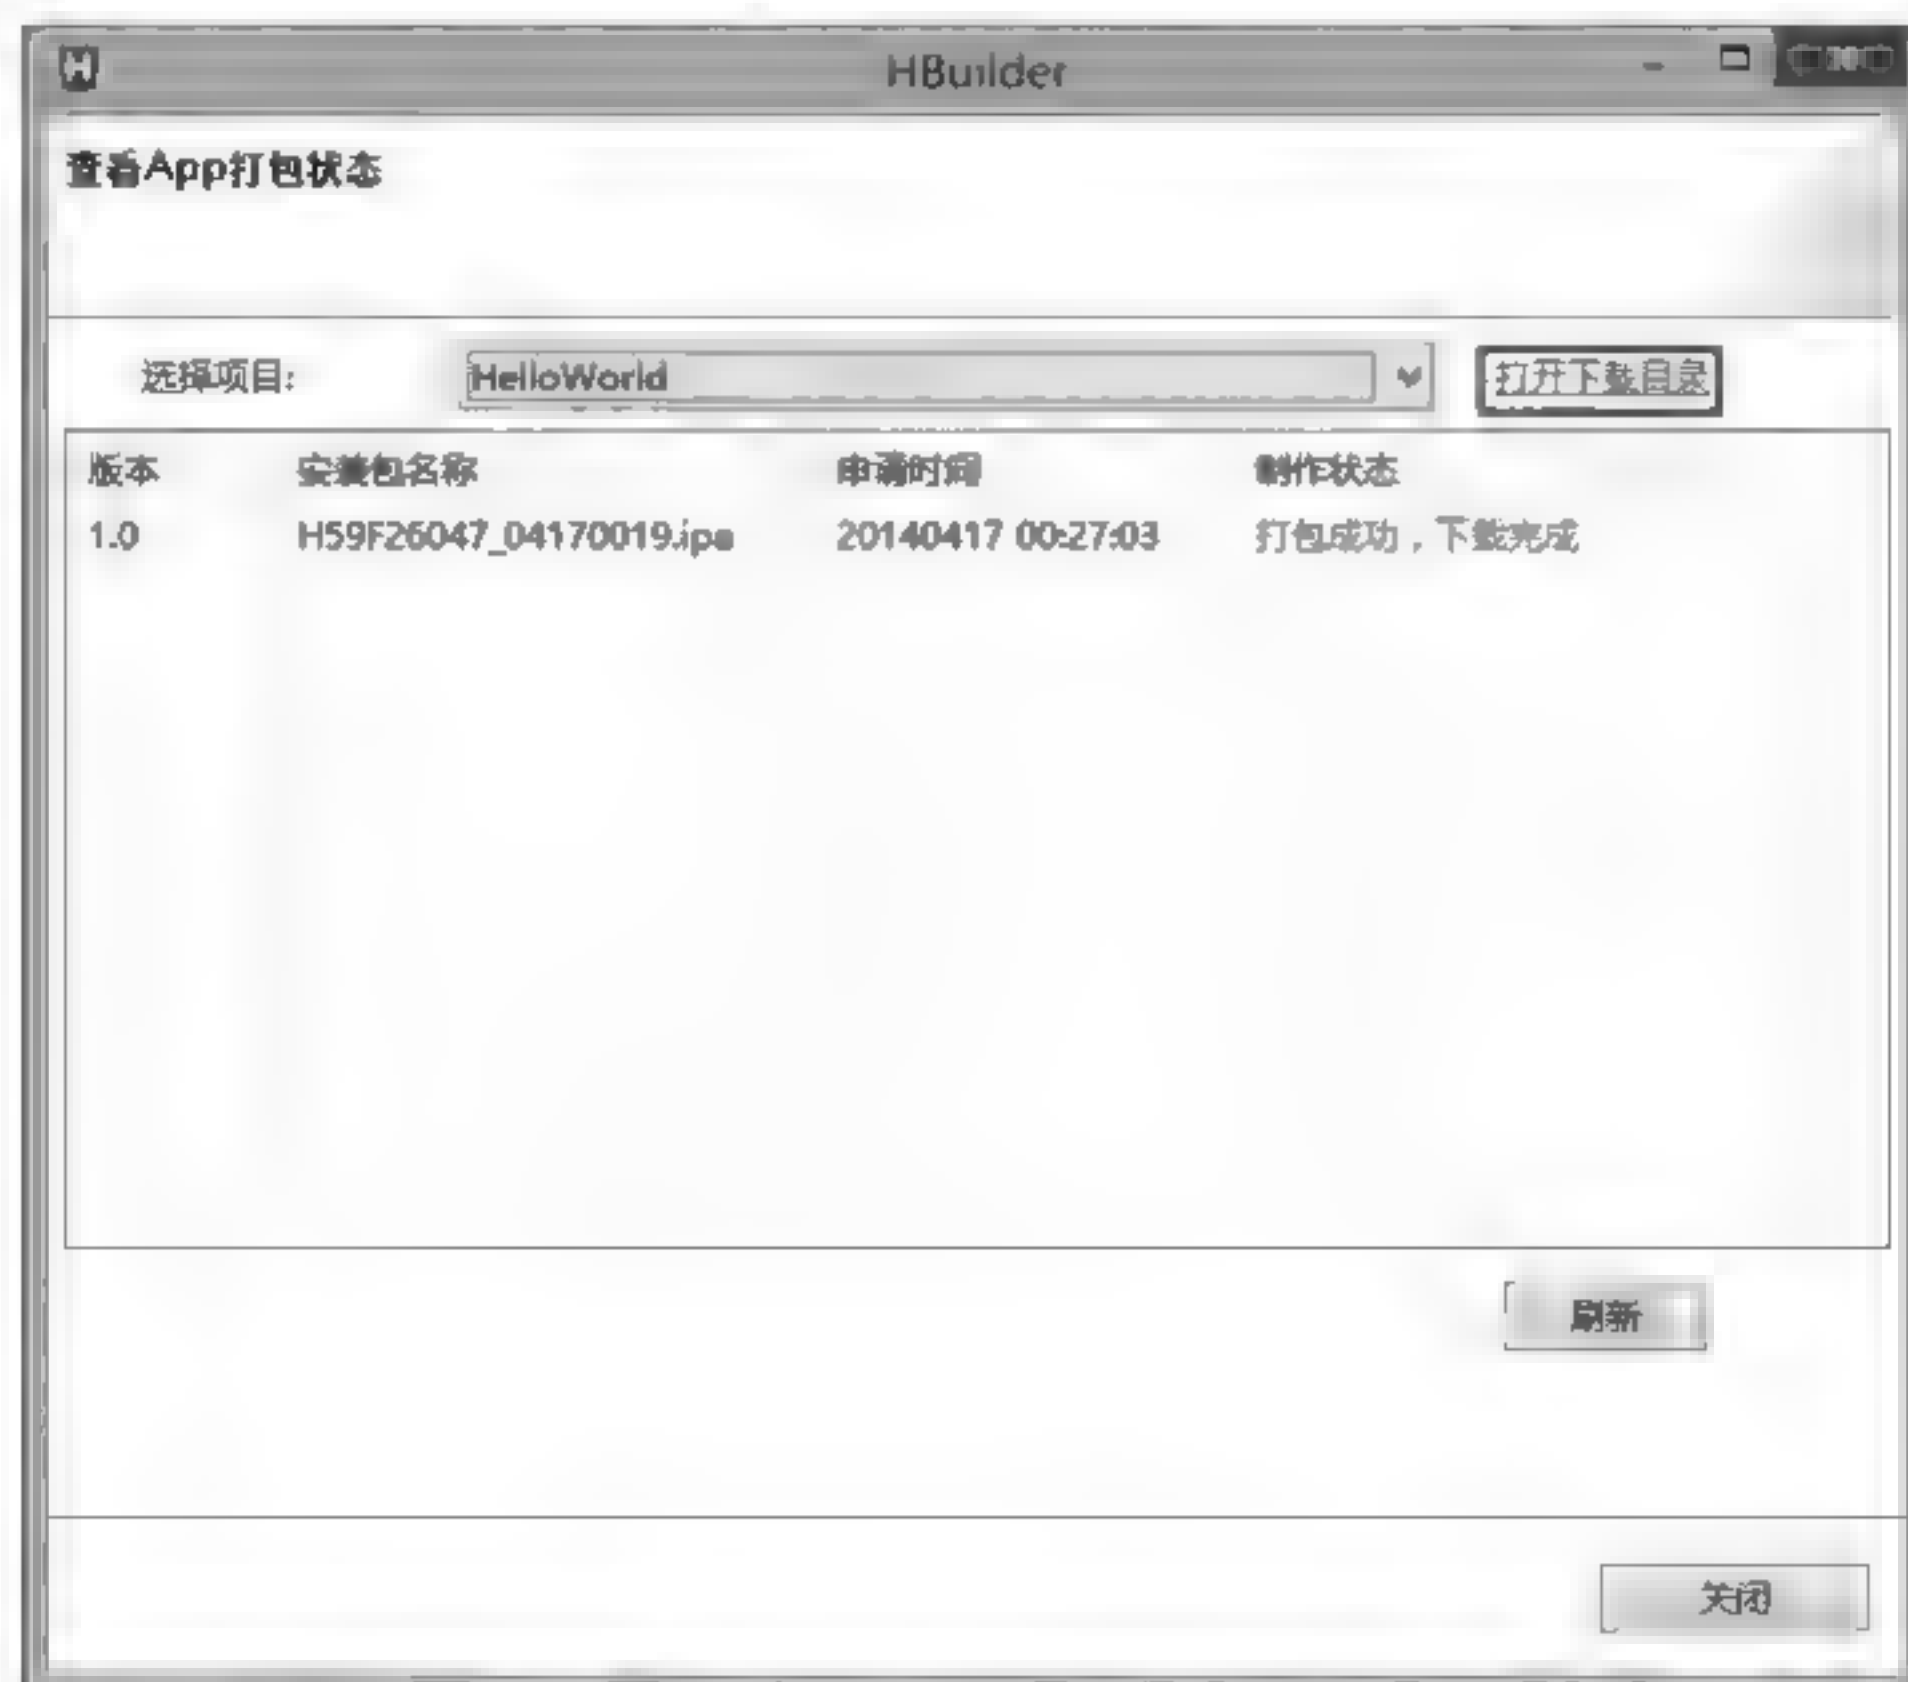 HBuilder
查看App打包状态
选择项目: HelloWorld 打开下载目录
版本 安装包名称 申请时间 制作状态
1.0 H59F26047_04170019.ipa 20140417 00:27:03 打包成功，下载完成
刷新
关闭